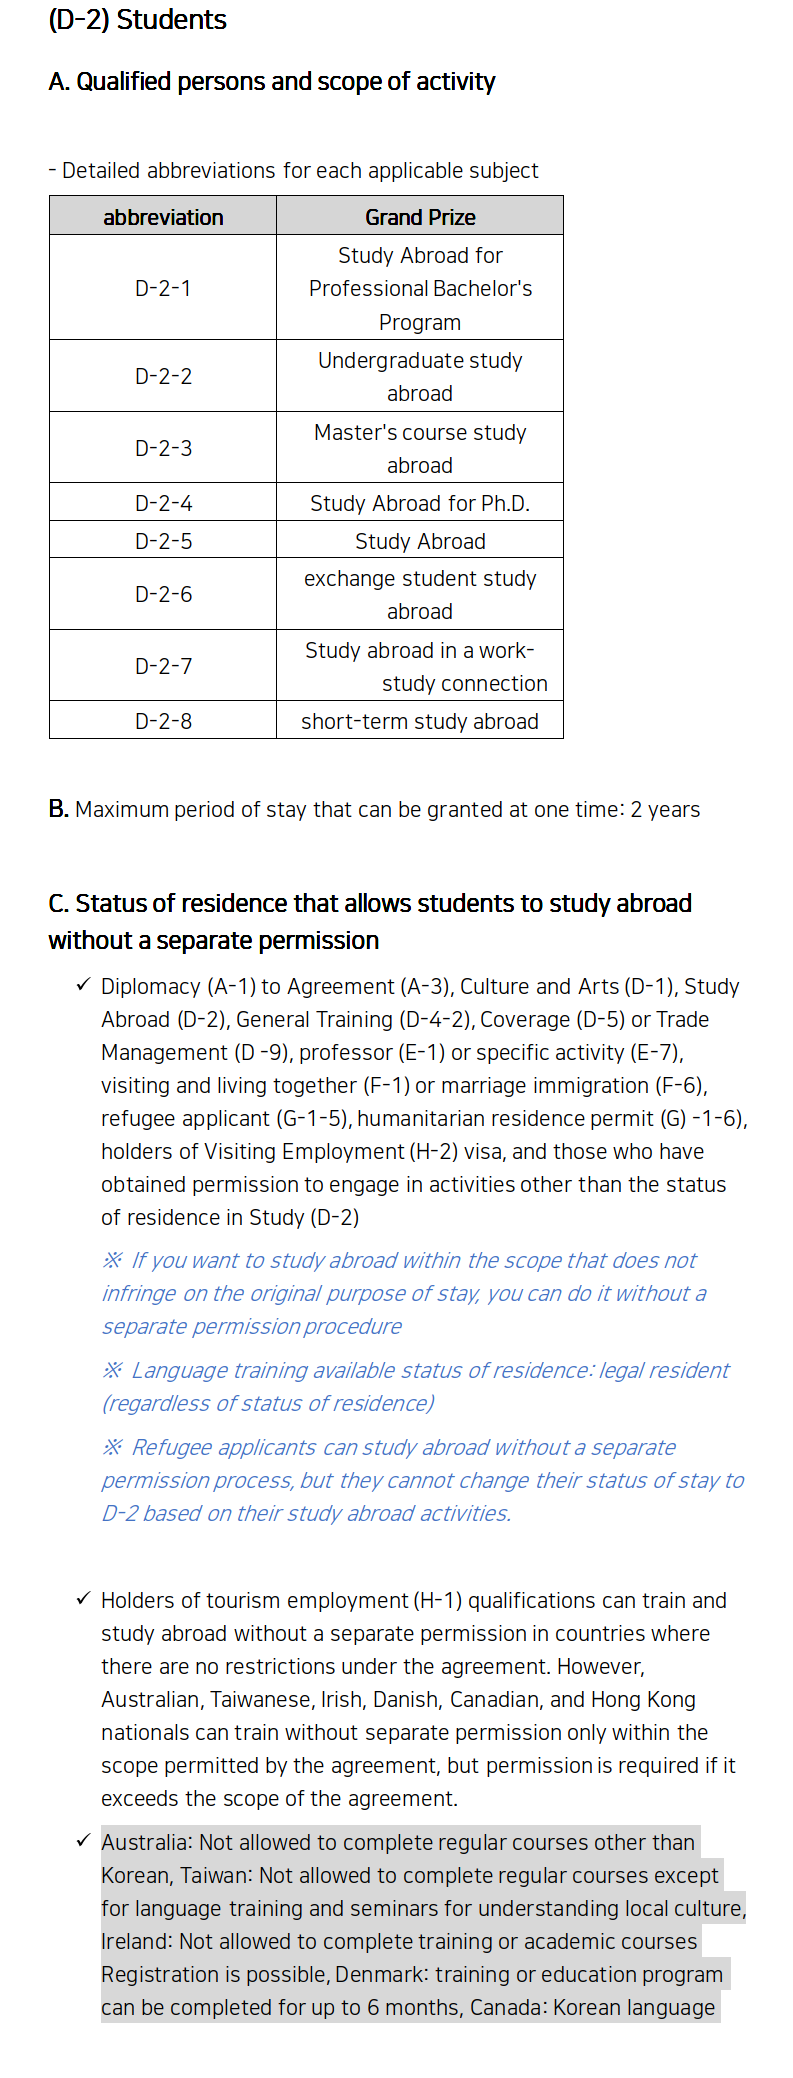 (D-2) Students
A. Qualified persons and scope of activity
- Detailed abbreviations for each applicable subject
abbreviation
Grand Prize
D-2-1
Study Abroad for
Professional Bachelor's
Program
D-2-2
Undergraduate study
abroad
D-2-3
Master's course study
abroad
D-2-4
Study Abroad for Ph.D.
D-2-5
Study Abroad
D-2-6
exchange student study
abroad
D-2-7
Study abroad in a work-
study connection
D-2-8
short-term study abroad
B. Maximum period of stay that can be granted at one time: 2 years
C. Status of residence that allows students to study abroad
without a separate permission
✓ Diplomacy (A-1) to Agreement (A-3), Culture and Arts (D-1), Study
Abroad (D-2), General Training (D-4-2), Coverage (D-5) or Trade
Management (D -9), professor (E-1) or specific activity (E-7),
visiting and living together (F-1) or marriage immigration (F-6),
refugee applicant (G-1-5), humanitarian residence permit (G) -1-6),
holders of Visiting Employment (H-2) visa, and those who have
obtained permission to engage in activities other than the status
of residence in Study (D-2)
※ If you want to study abroad within the scope that does not
infringe on the original purpose of stay, you can do it without a
separate permission procedure
※ Language training available status of residence: legal resident
(regardless of status of residence)
※ Refugee applicants can study abroad without a separate
permission process, but they cannot change their status of stay to
D-2 based on their study abroad activities.
✓ Holders of tourism employment (H-1) qualifications can train and
study abroad without a separate permission in countries where
there are no restrictions under the agreement. However,
Australian, Taiwanese, Irish, Danish, Canadian, and Hong Kong
nationals can train without separate permission only within the
scope permitted by the agreement, but permission is required if it
exceeds the scope of the agreement.
✓ Australia: Not allowed to complete regular courses other than
Korean, Taiwan: Not allowed to complete regular courses except
for language training and seminars for understanding local culture,
Ireland: Not allowed to complete training or academic courses
Registration is possible, Denmark: training or education program
can be completed for up to 6 months, Canada: Korean language